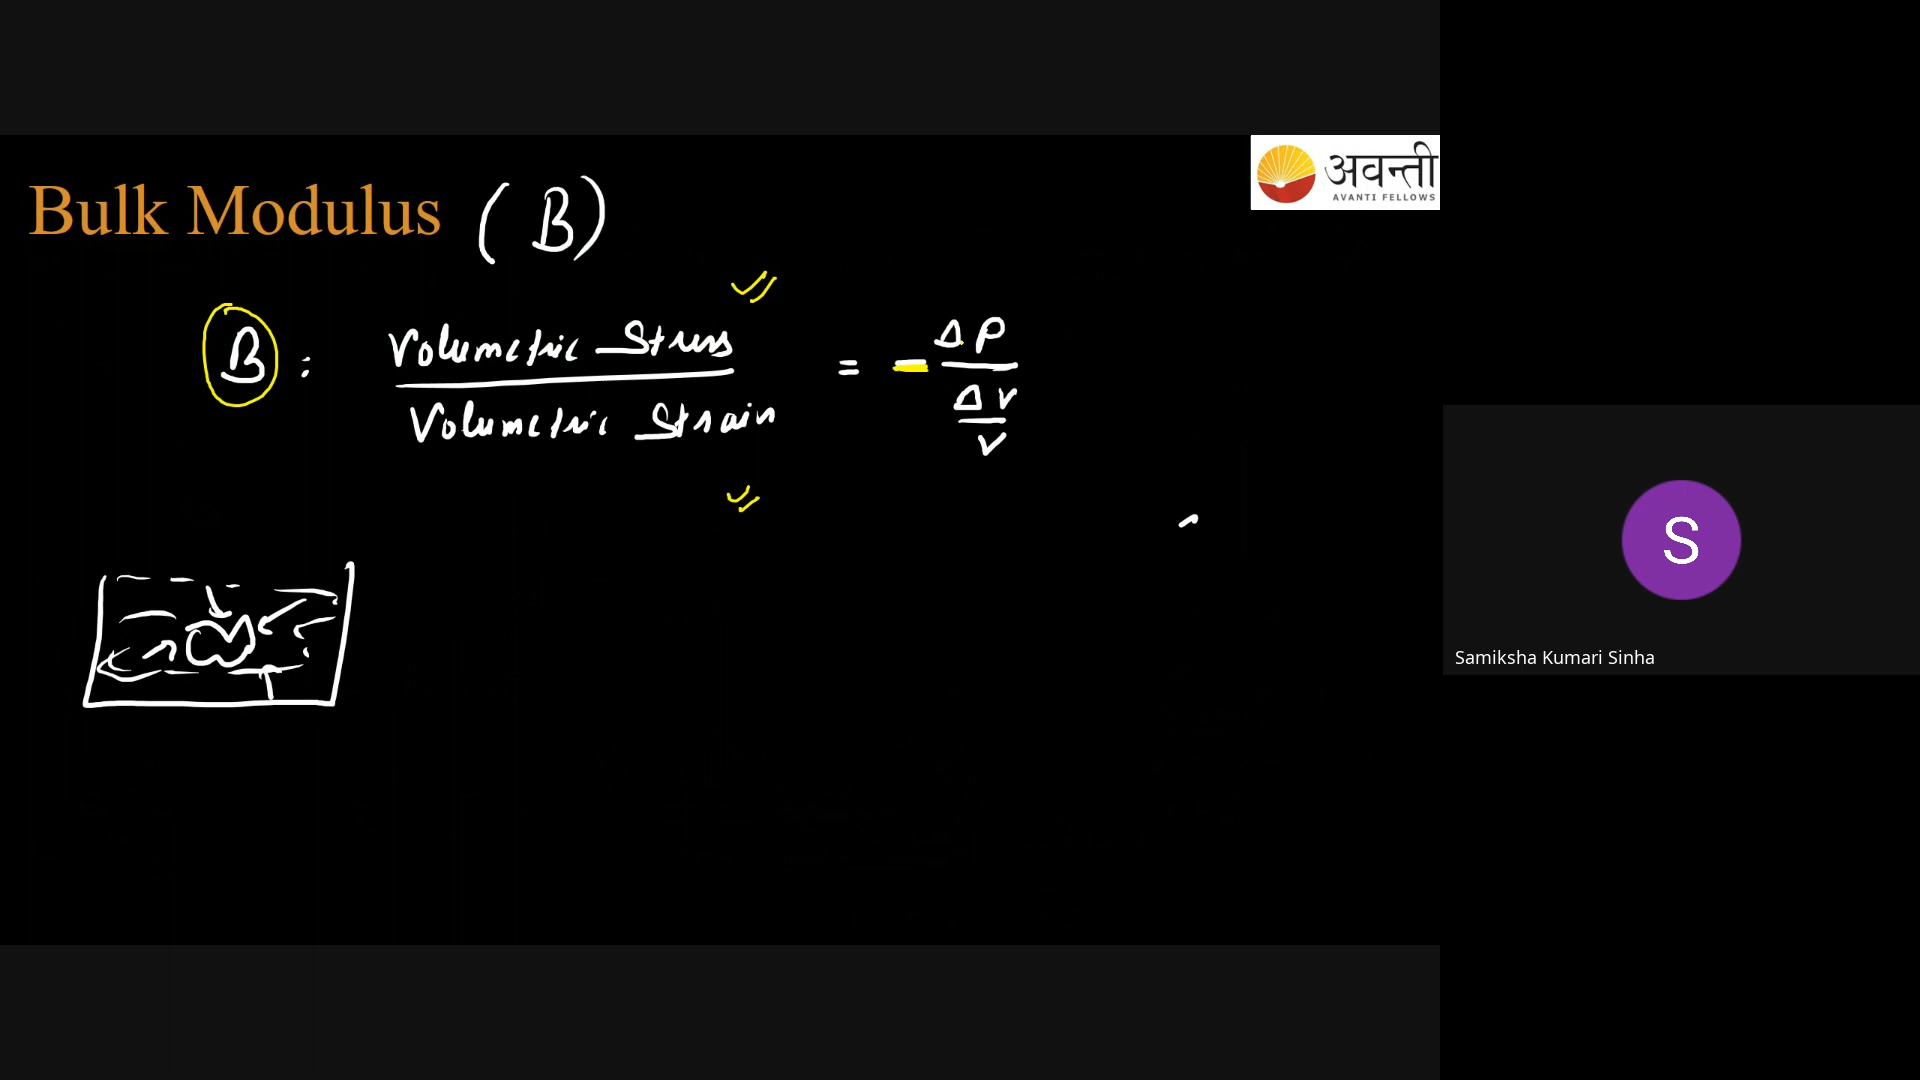 अवन्ती
AVANTI FELLOWS
Bulk Modulus (B)
B : Volumetric Stress / Volumetric Strain = - ΔP / ΔV / V
S
Samiksha Kumari Sinha